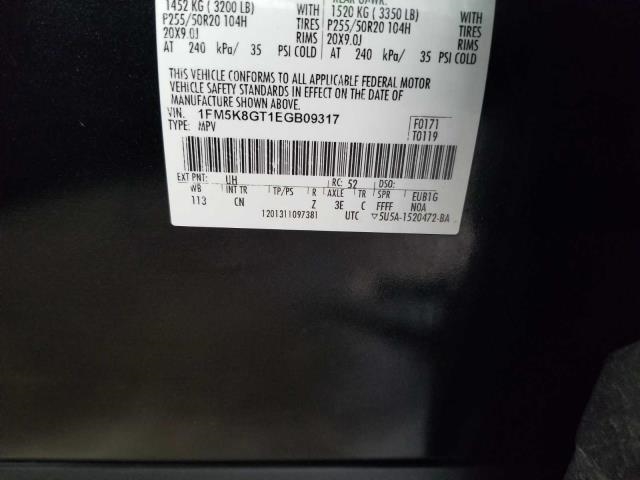 1452 KG ( 3200 LB) WITH 1520 KG ( 3350 LB) WITH
P255/50R20 104H TIRES P255/50R20 104H TIRES
20X9.0J RIMS 20X9.0J RIMS
AT 240 kPa/ 35 PSI COLD AT 240 kPa/ 35 PSI COLD
THIS VEHICLE CONFORMS TO ALL APPLICABLE FEDERAL MOTOR
VEHICLE SAFETY STANDARDS IN EFFECT ON THE DATE OF
MANUFACTURE SHOWN ABOVE.
VIN: 1FM5K8GT1EGB09317 F0171
TYPE: MPV T0119
EXT PNT: UH RC: 52 DSO:
WB INT TR TP/PS R AXLE TR SPR EUB1G
113 CN Z 3E C FFFF N0A
1201311097381 UTC ▽5U5A-1520472-BA